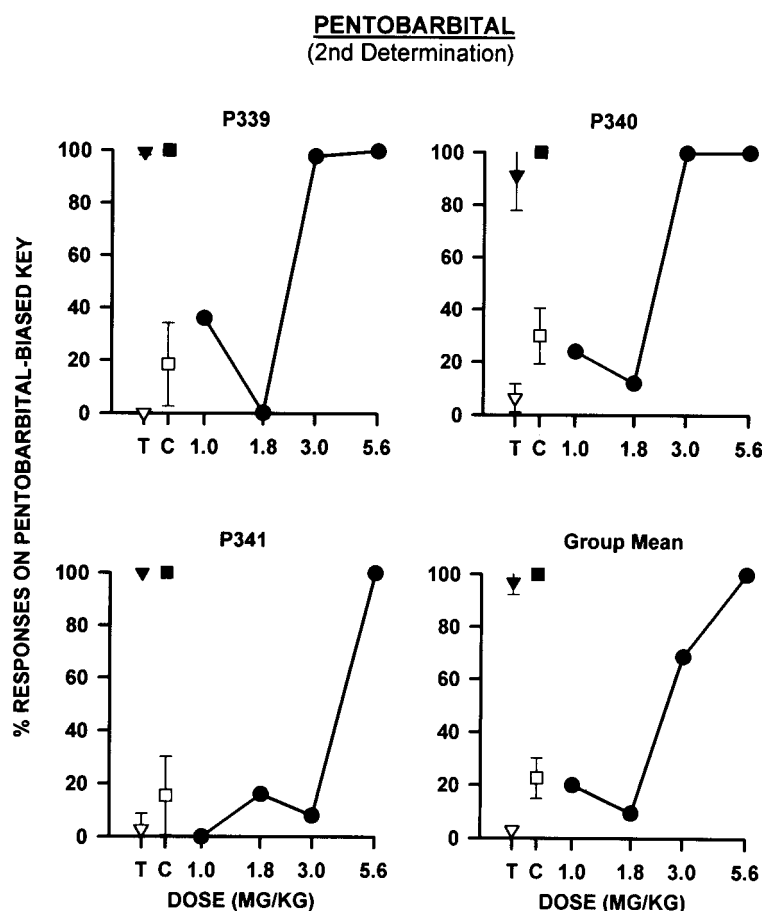 PENTOBARBITAL
(2nd Determination)
% RESPONSES ON PENTOBARBITAL-BIASED KEY
P339
100
80
60
40
20
0
T C 1.0 1.8 3.0 5.6
P340
100
80
60
40
20
0
T C 1.0 1.8 3.0 5.6
P341
100
80
60
40
20
0
T C 1.0 1.8 3.0 5.6
DOSE (MG/KG)
Group Mean
100
80
60
40
20
0
T C 1.0 1.8 3.0 5.6
DOSE (MG/KG)